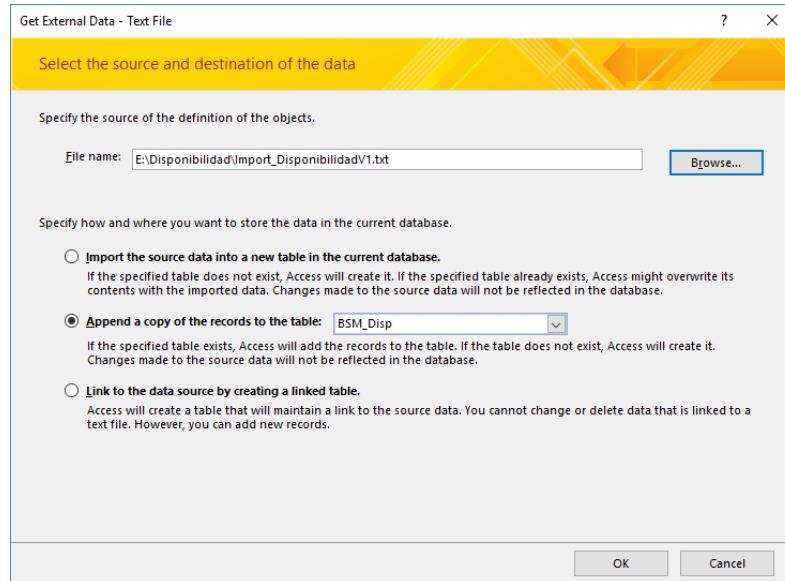 Get External Data - Text File
?
Select the source and destination of the data
Specify the source of the definition of the objects.
File name: E:\Disponibilidad\Import_DisponibilidadV1.txt Browse...
Specify how and where you want to store the data in the current database.
Import the source data into a new table in the current database.
If the specified table does not exist, Access will create it. If the specified table already exists, Access might overwrite its
contents with the imported data. Changes made to the source data will not be reflected in the database.
Append a copy of the records to the table: BSM_Disp
If the specified table exists, Access will add the records to the table. If the table does not exist, Access will create it.
Changes made to the source data will not be reflected in the database.
Link to the data source by creating a linked table.
Access will create a table that will maintain a link to the source data. You cannot change or delete data that is linked to a
text file. However, you can add new records.
OK Cancel